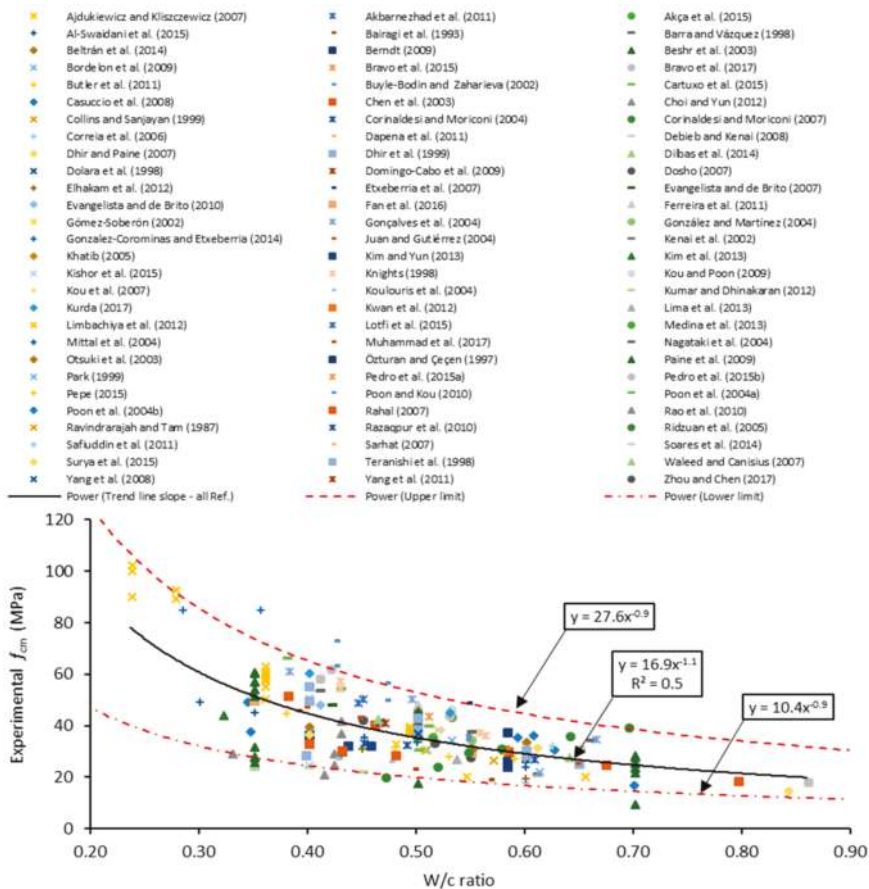 Ajdukiewicz and Kliszczewicz (2007) Akbarnezhad et al. (2011) Akça et al. (2015)
Al-Swaidani et al. (2015) Bairagi et al. (1993) Barra and Vázquez (1998)
Beltrán et al. (2014) Berndt (2009) Beshr et al. (2003)
Bordelon et al. (2009) Bravo et al. (2015) Bravo et al. (2017)
Butler et al. (2011) Buyle-Bodin and Zaharieva (2002) Cartuxo et al. (2015)
Casuccio et al. (2008) Chen et al. (2003) Choi and Yun (2012)
Collins and Sanjayan (1999) Corinaldesi and Moriconi (2004) Corinaldesi and Moriconi (2007)
Correia et al. (2006) Dapena et al. (2011) Debieb and Kenai (2008)
Dhir and Paine (2007) Dhir et al. (1999) Dilbas et al. (2014)
Dolara et al. (1998) Domingo-Cabo et al. (2009) Dosho (2007)
Elhakam et al. (2012) Etxeberria et al. (2007) Evangelista and de Brito (2007)
Evangelista and de Brito (2010) Fan et al. (2016) Ferreira et al. (2011)
Gómez-Soberón (2002) Gonçalves et al. (2004) González and Martínez (2004)
Gonzalez-Corominas and Etxeberria (2014) Juan and Gutiérrez (2004) Kenai et al. (2002)
Khatib (2005) Kim and Yun (2013) Kim et al. (2013)
Kishor et al. (2015) Knights (1998) Kou and Poon (2009)
Kou et al. (2007) Koulouris et al. (2004) Kumar and Dhinakaran (2012)
Kurda (2017) Kwan et al. (2012) Lima et al. (2013)
Limbachiya et al. (2012) Lotfi et al. (2015) Medina et al. (2013)
Mittal et al. (2004) Muhammad et al. (2017) Nagataki et al. (2004)
Otsuki et al. (2003) Özturan and Çeçen (1997) Paine et al. (2009)
Park (1999) Pedro et al. (2015a) Pedro et al. (2015b)
Pepe (2015) Poon and Kou (2010) Poon et al. (2004a)
Poon et al. (2004b) Rahal (2007) Rao et al. (2010)
Ravindrarajah and Tam (1987) Razaqpur et al. (2010) Ridzuan et al. (2005)
Safiuddin et al. (2011) Sarhat (2007) Soares et al. (2014)
Surya et al. (2015) Teranishi et al. (1998) Waleed and Canisius (2007)
Yang et al. (2008) Yang et al. (2011) Zhou and Chen (2017)
Power (Trend line slope - all Ref.) Power (Upper limit) Power (Lower limit)
Experimental fcm (MPa)
120
100
80
60
40
20
0
y = 27.6x^-0.9
y = 16.9x^-1.1
R² = 0.5
y = 10.4x^-0.9
0.20 0.30 0.40 0.50 0.60 0.70 0.80 0.90
W/c ratio